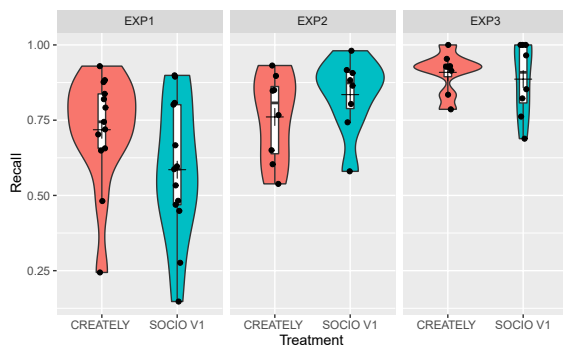 EXP1 EXP2 EXP3
1.00
0.75
0.50
0.25
Recall
CREATELY SOCIO V1 CREATELY SOCIO V1 CREATELY SOCIO V1
Treatment